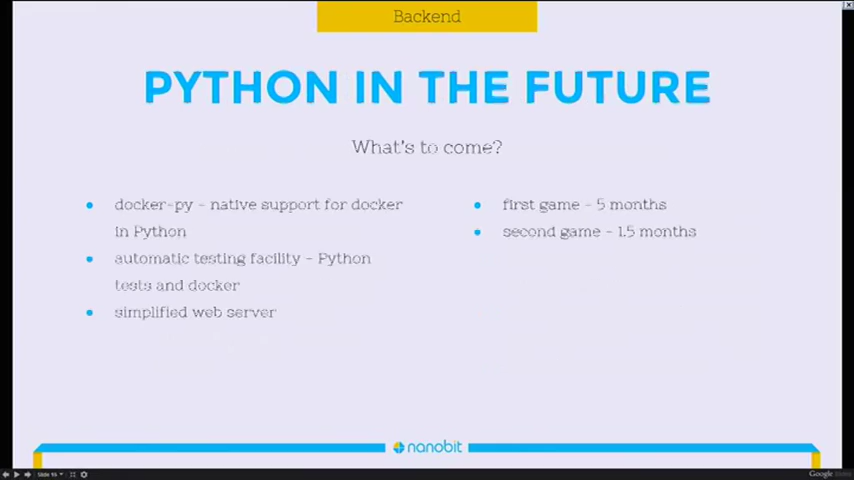 Backend
PYTHON IN THE FUTURE
What's to come?
docker-py - native support for docker
in Python
automatic testing facility - Python
tests and docker
simplified web server
first game - 5 months
second game - 1.5 months
nanobit
Google